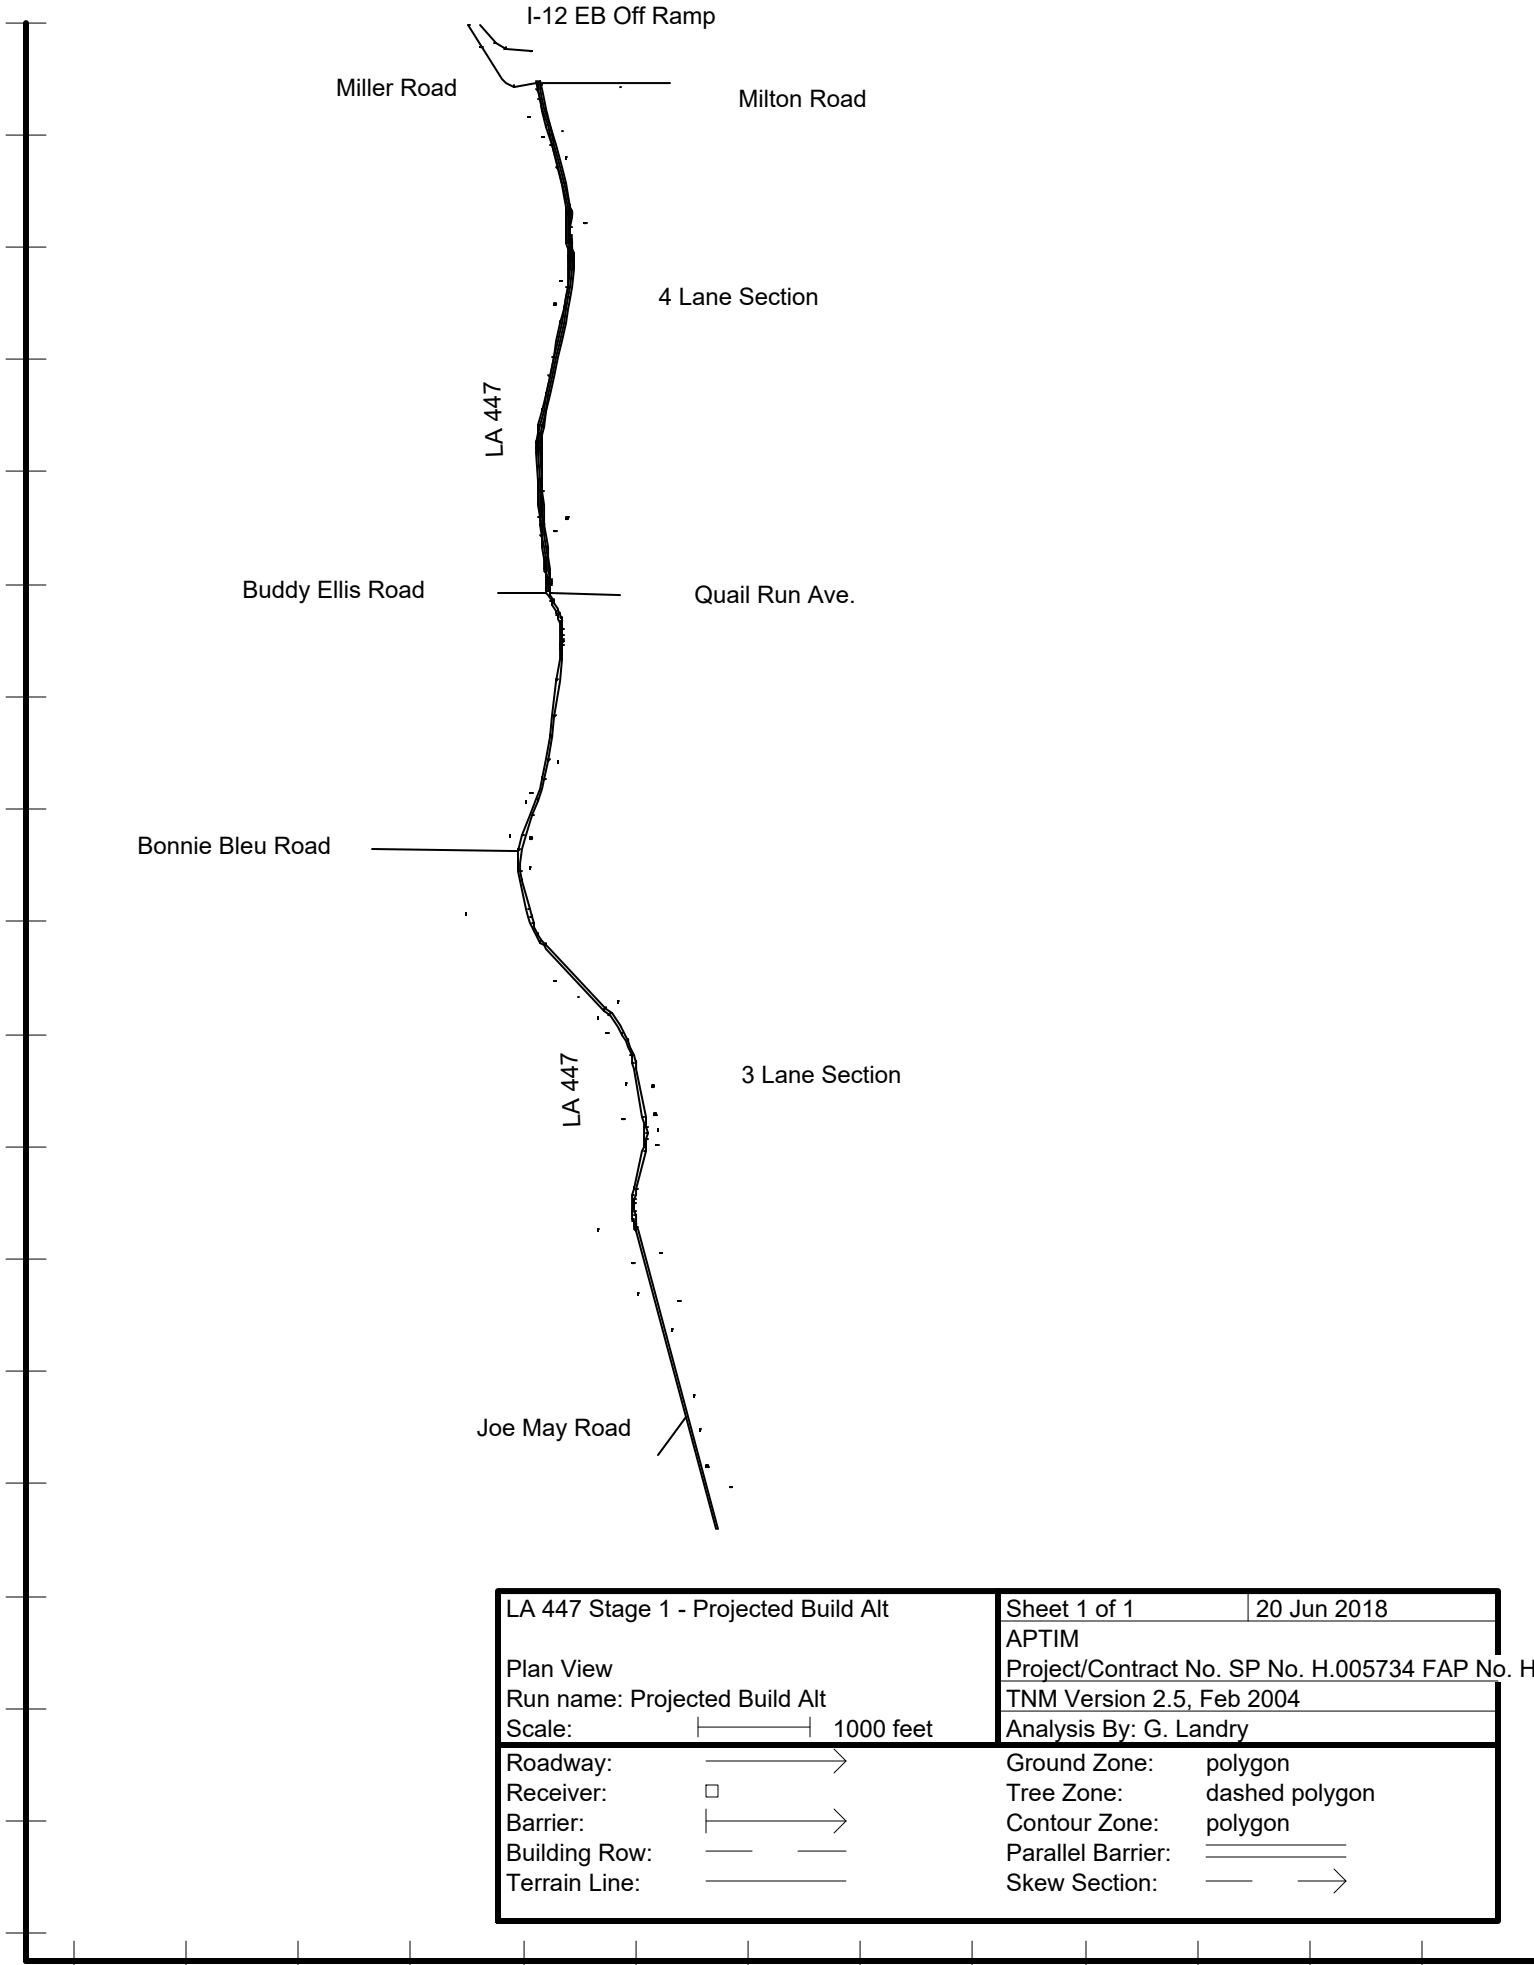 I-12 EB Off Ramp
Miller Road
Milton Road
4 Lane Section
LA 447
Buddy Ellis Road
Quail Run Ave.
Bonnie Bleu Road
LA 447
3 Lane Section
Joe May Road
LA 447 Stage 1 - Projected Build Alt
Plan View
Run name: Projected Build Alt
Scale: 1000 feet
Sheet 1 of 1 20 Jun 2018
APTIM
Project/Contract No. SP No. H.005734 FAP No. H
TNM Version 2.5, Feb 2004
Analysis By: G. Landry
Roadway:
Receiver:
Barrier:
Building Row:
Terrain Line:
Ground Zone: polygon
Tree Zone: dashed polygon
Contour Zone: polygon
Parallel Barrier:
Skew Section: